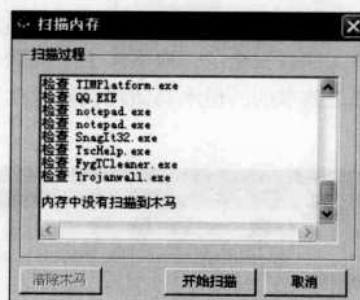 扫描内存
扫描过程
检查 TIMPlatform.exe
检查 QQ.EXE
检查 notepad.exe
检查 notepad.exe
检查 SnagIt32.exe
检查 TscHelp.exe
检查 FygTCleaner.exe
检查 Trojanwall.exe
内存中没有扫描到木马
清除木马
开始扫描
取消